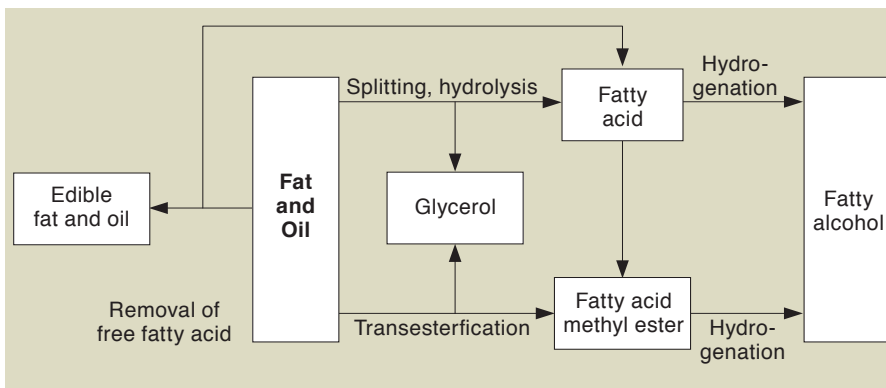 Hydro-
genation
Splitting, hydrolysis
Fatty
acid
Edible
fat and oil
Fat
and
Oil
Glycerol
Fatty
alcohol
Removal of
free fatty acid
Transesterfication
Fatty acid
methyl ester
Hydro-
genation